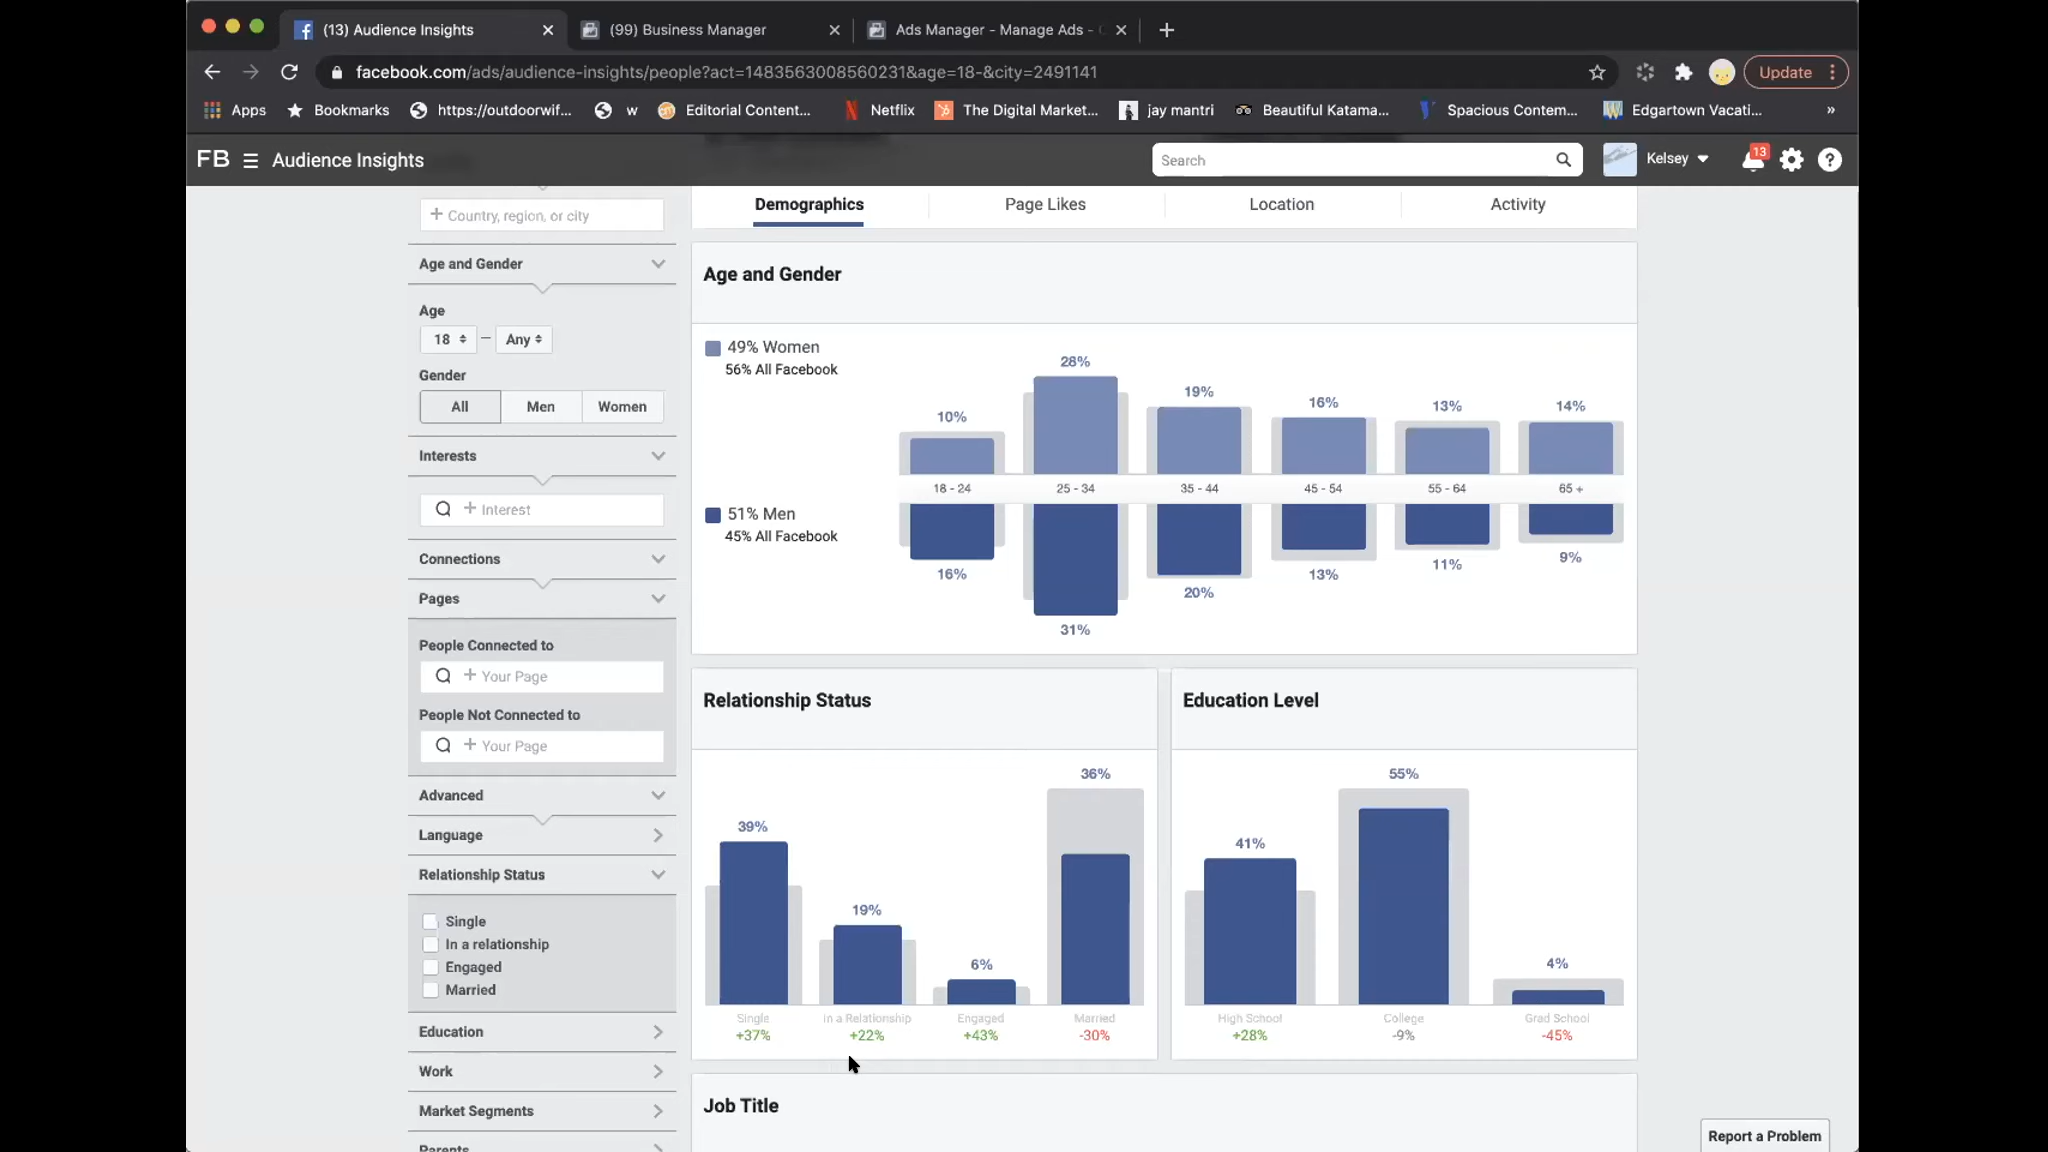 (13) Audience Insights
(99) Business Manager
Ads Manager - Manage Ads -
facebook.com/ads/audience-insights/people?act=1483563008560231&age=18-&city=2491141
Update
Apps
Bookmarks
https://outdoorwif...
w
Editorial Content...
Netflix
The Digital Market...
jay mantri
Beautiful Katama...
Spacious Contem...
Edgartown Vacati...
»
FB
Audience Insights
Search
Kelsey
13
?
+ Country, region, or city
Age and Gender
Age
18 – Any
Gender
All
Men
Women
Interests
+ Interest
Connections
Pages
People Connected to
+ Your Page
People Not Connected to
+ Your Page
Advanced
Language
Relationship Status
Single
In a relationship
Engaged
Married
Education
Work
Market Segments
Parents
Demographics
Page Likes
Location
Activity
Age and Gender
49% Women
56% All Facebook
10%
28%
19%
16%
13%
14%
18 - 24
25 - 34
35 - 44
45 - 54
55 - 64
65 +
51% Men
45% All Facebook
16%
31%
20%
13%
11%
9%
Relationship Status
39%
19%
6%
36%
Single
In a Relationship
Engaged
Married
+37%
+22%
+43%
-30%
Education Level
41%
55%
4%
High School
College
Grad School
+28%
-9%
-45%
Job Title
Report a Problem